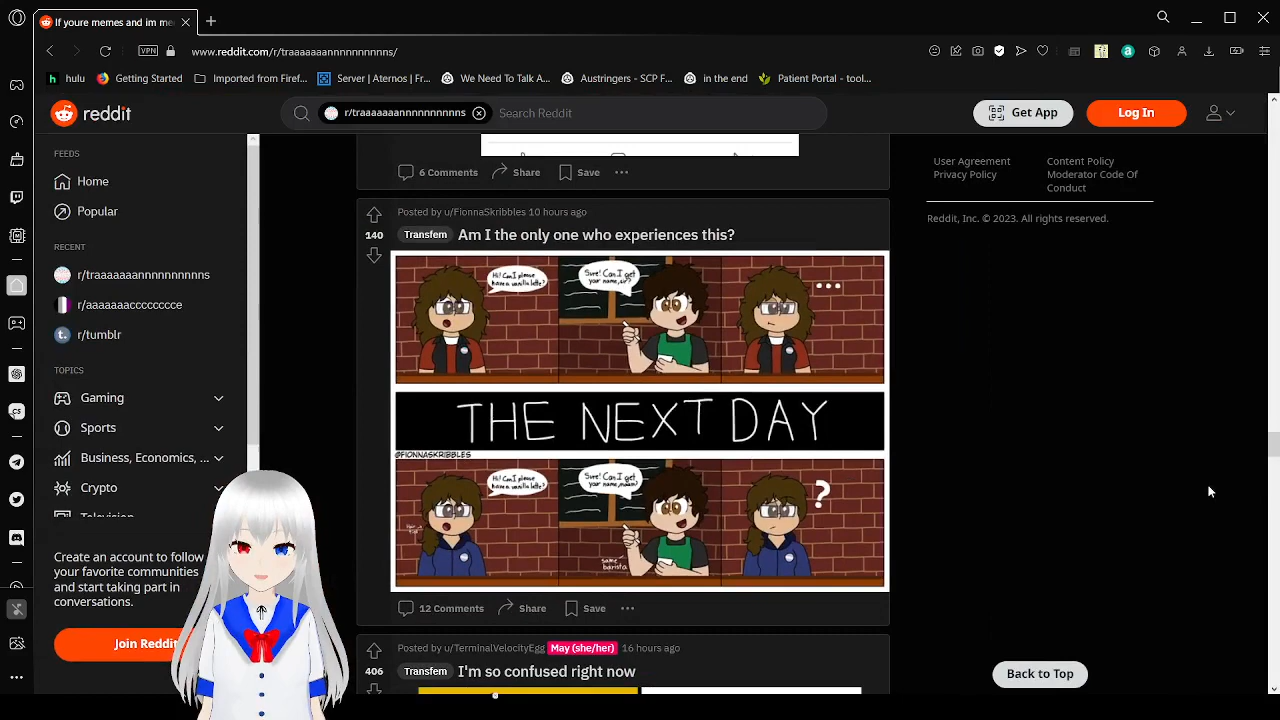 If youre memes and im me
www.reddit.com/r/traaaaaaannnnnnnnnns/
VPN
hulu
Getting Started
Imported from Firef...
Server | Aternos | Fr...
We Need To Talk A...
Austringers - SCP F...
in the end
Patient Portal - tool...
reddit
r/traaaaaaannnnnnnnnns
Search Reddit
Get App
Log In
FEEDS
Home
Popular
RECENT
r/traaaaaaannnnnnnnnns
r/aaaaaaacccccccce
r/tumblr
TOPICS
Gaming
Sports
Business, Economics, ...
Crypto
Television
Create an account to follow
your favorite communities
and start taking part in
conversations.
Join Reddit
6 Comments
Share
Save
Posted by u/FionnaSkribbles 10 hours ago
140
Transfem
Am I the only one who experiences this?
Hi! Can I please
have a vanilla latte?
Sure! Can I get
your name, sir?
...
THE NEXT DAY
@FIONNASKRIBBLES
Hi! Can I please
have a vanilla latte?
Sure! Can I get
your name, maam?
?
same
barista
12 Comments
Share
Save
Posted by u/TerminalVelocityEgg May (she/her) 16 hours ago
406
Transfem
I'm so confused right now
User Agreement
Privacy Policy
Content Policy
Moderator Code Of
Conduct
Reddit, Inc. © 2023. All rights reserved.
Back to Top